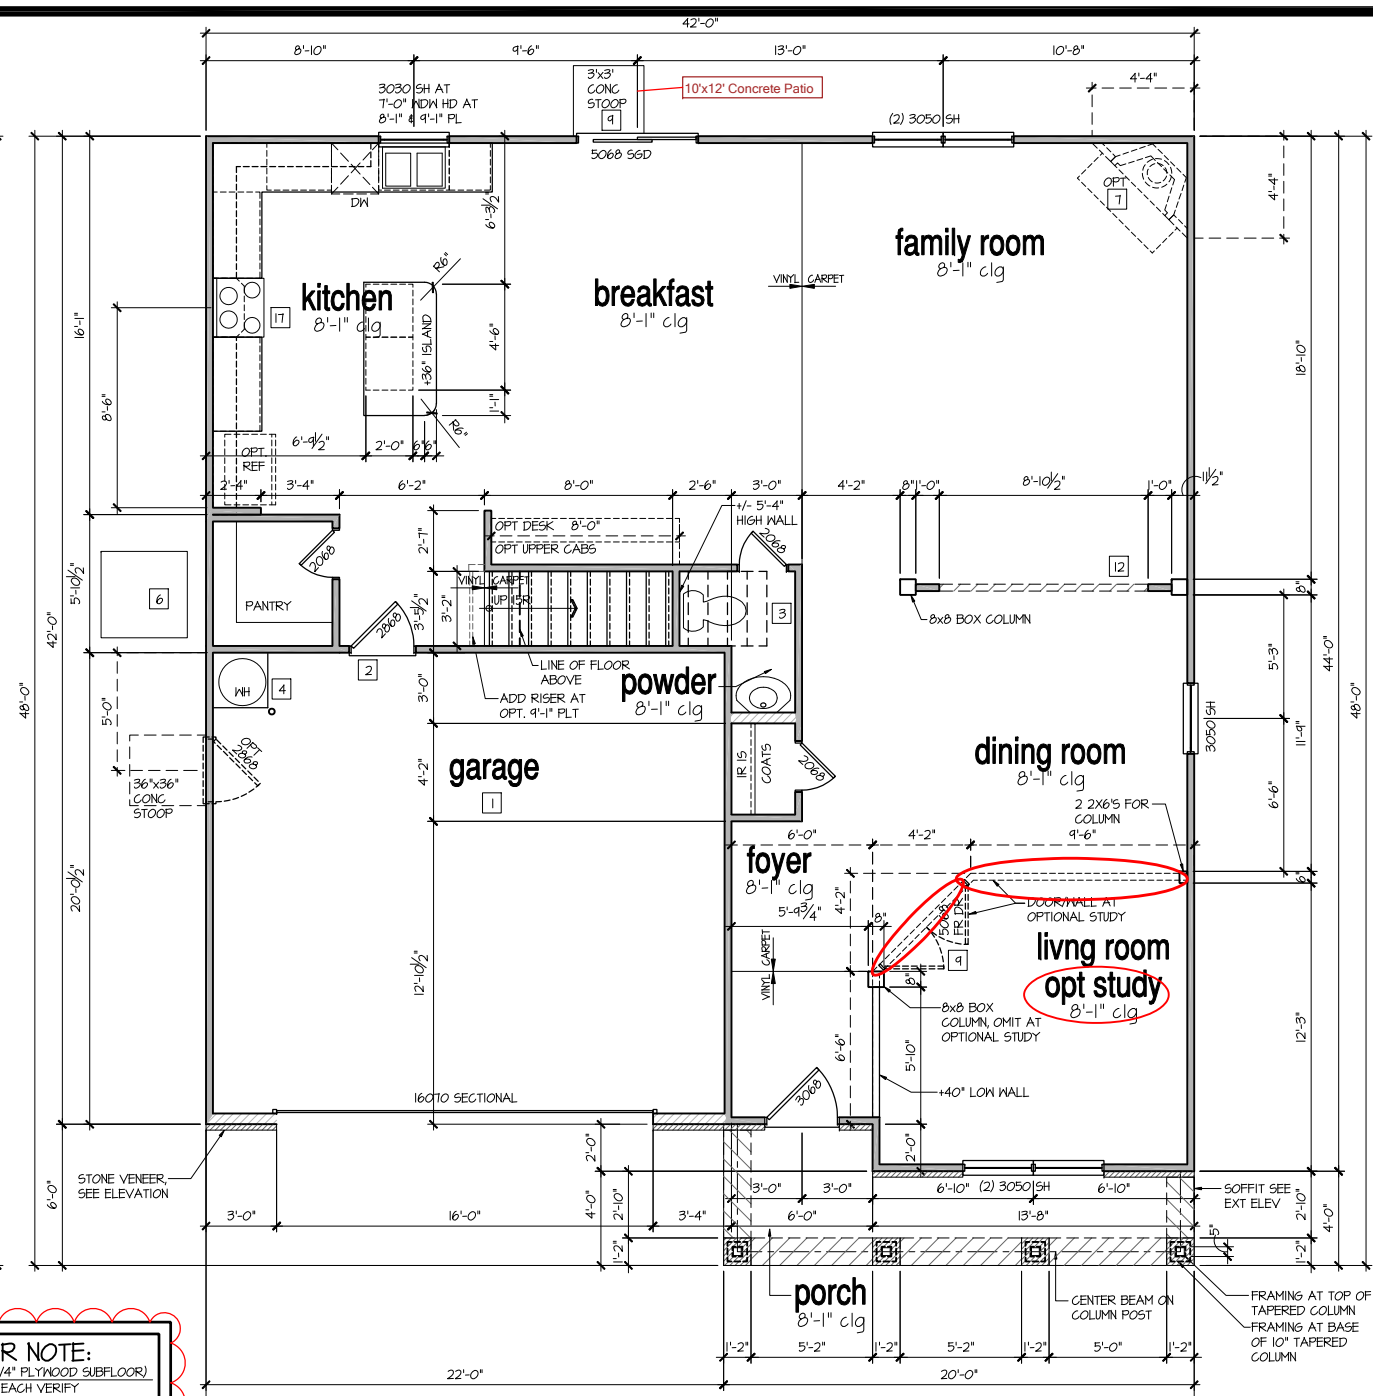 42'-0"
8'-10"
9'-6"
13'-0"
10'-8"
3030 SH AT
7'-0" WDW HD AT
8'-1" & 9'-1" PL
3'x3'
CONC
STOOP
9
10'x12' Concrete Patio
4'-4"
(2) 3050 SH
5068 SGD
DW
OPT
7
4'-4"
6'-3 1/2"
family room
8'-1" clg
VINYL CARPET
kitchen
8'-1" clg
17
breakfast
8'-1" clg
R6"
+36" ISLAND
4'-6"
1'-1"
R6"
16'-1"
8'-6"
18'-10"
6'-9 1/2"
2'-0"
6"
6"
OPT.
REF
2'-4"
3'-4"
6'-2"
8'-0"
2'-6"
3'-0"
4'-2"
8"
1'-0"
8'-10 1/2"
1'-0"
11 1/2"
+/- 5'-4"
HIGH WALL
OPT DESK 8'-0"
OPT UPPER CABS
2068
2068
2'-7"
5'-10 1/2"
6
PANTRY
VINYL CARPET
UP 15R
3'-5 1/2"
3'-2"
2868
2
3
12
8x8 BOX COLUMN
8"
5'-3"
44'-0"
42'-0"
48'-0"
48'-0"
LINE OF FLOOR
ABOVE
ADD RISER AT
OPT. 9'-1" PLT
powder
8'-1" clg
WH
4
3'-0"
5'-0"
OPT
2868
36"x36"
CONC
STOOP
4'-2"
garage
1
LR 15
COATS
2068
dining room
8'-1" clg
3050 SH
11'-9"
6'-6"
2 2X6'S FOR
COLUMN
6'-0"
4'-2"
9'-6"
foyer
8'-1" clg
5'-9 3/4"
8"
4'-2"
6"
5068
FR DR
DOOR/WALL AT
OPTIONAL STUDY
livng room
opt study
8'-1" clg
9
VINYL CARPET
20'-0 1/2"
12'-10 1/2"
8"
8x8 BOX
COLUMN, OMIT AT
OPTIONAL STUDY
6'-6"
5'-10"
12'-3"
+40" LOW WALL
3068
16070 SECTIONAL
2'-0"
2'-0"
STONE VENEER,
SEE ELEVATION
6'-0"
(2) 3050 SH
3'-0"
3'-0"
6'-10"
6'-10"
SOFFIT SEE
EXT ELEV
3'-0"
16'-0"
3'-4"
6'-0"
13'-8"
4'-0"
2'-10"
1'-2"
2'-10"
4'-0"
5"
1'-2"
porch
8'-1" clg
CENTER BEAM ON
COLUMN POST
FRAMING AT TOP OF
TAPERED COLUMN
FRAMING AT BASE
OF 10" TAPERED
COLUMN
1'-2"
5'-2"
1'-2"
5'-2"
1'-2"
5'-0"
1'-2"
22'-0"
20'-0"
R NOTE:
/4" PLYWOOD SUBFLOOR)
EACH VERIFY